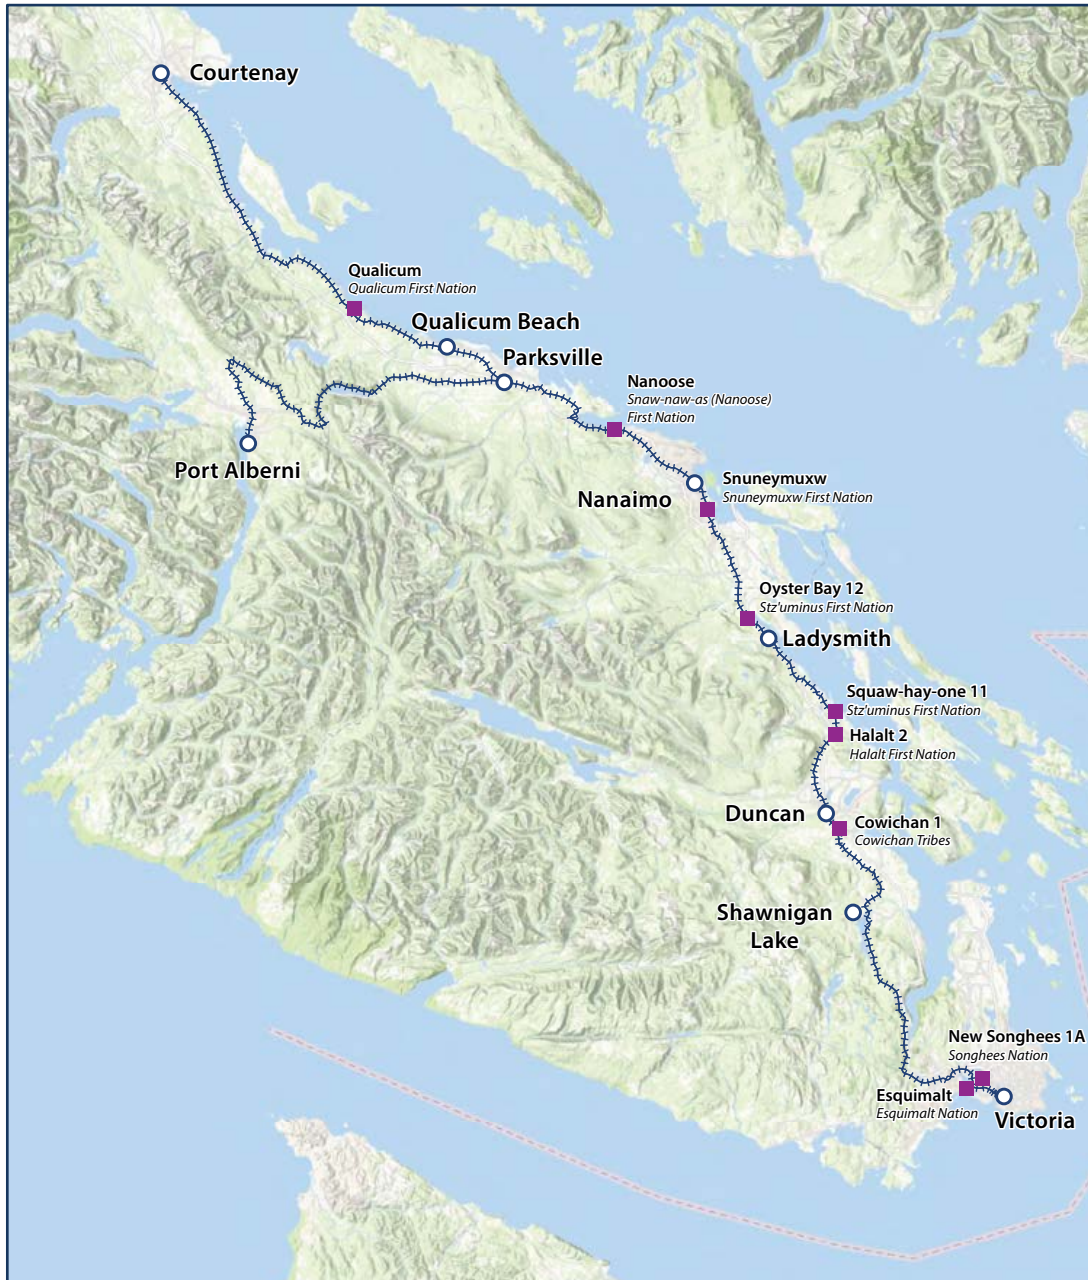 Courtenay
Qualicum
Qualicum First Nation
Qualicum Beach
Parksville
Nanoose
Snaw-naw-as (Nanoose)
First Nation
Port Alberni
Nanaimo
Snuneymuxw
Snuneymuxw First Nation
Oyster Bay 12
Stz'uminus First Nation
Ladysmith
Squaw-hay-one 11
Stz'uminus First Nation
Halalt 2
Halalt First Nation
Duncan
Cowichan 1
Cowichan Tribes
Shawnigan
Lake
New Songhees 1A
Songhees Nation
Esquimalt
Esquimalt Nation
Victoria